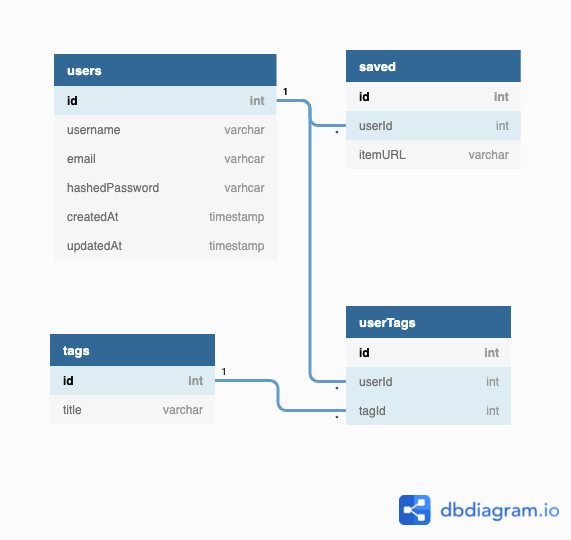 users
id int
username varchar
email varhcar
hashedPassword varhcar
createdAt timestamp
updatedAt timestamp
1
*
saved
id int
userId int
itemURL varchar
tags
id int
title varchar
1
*
*
userTags
id int
userId int
tagId int
dbdiagram.io